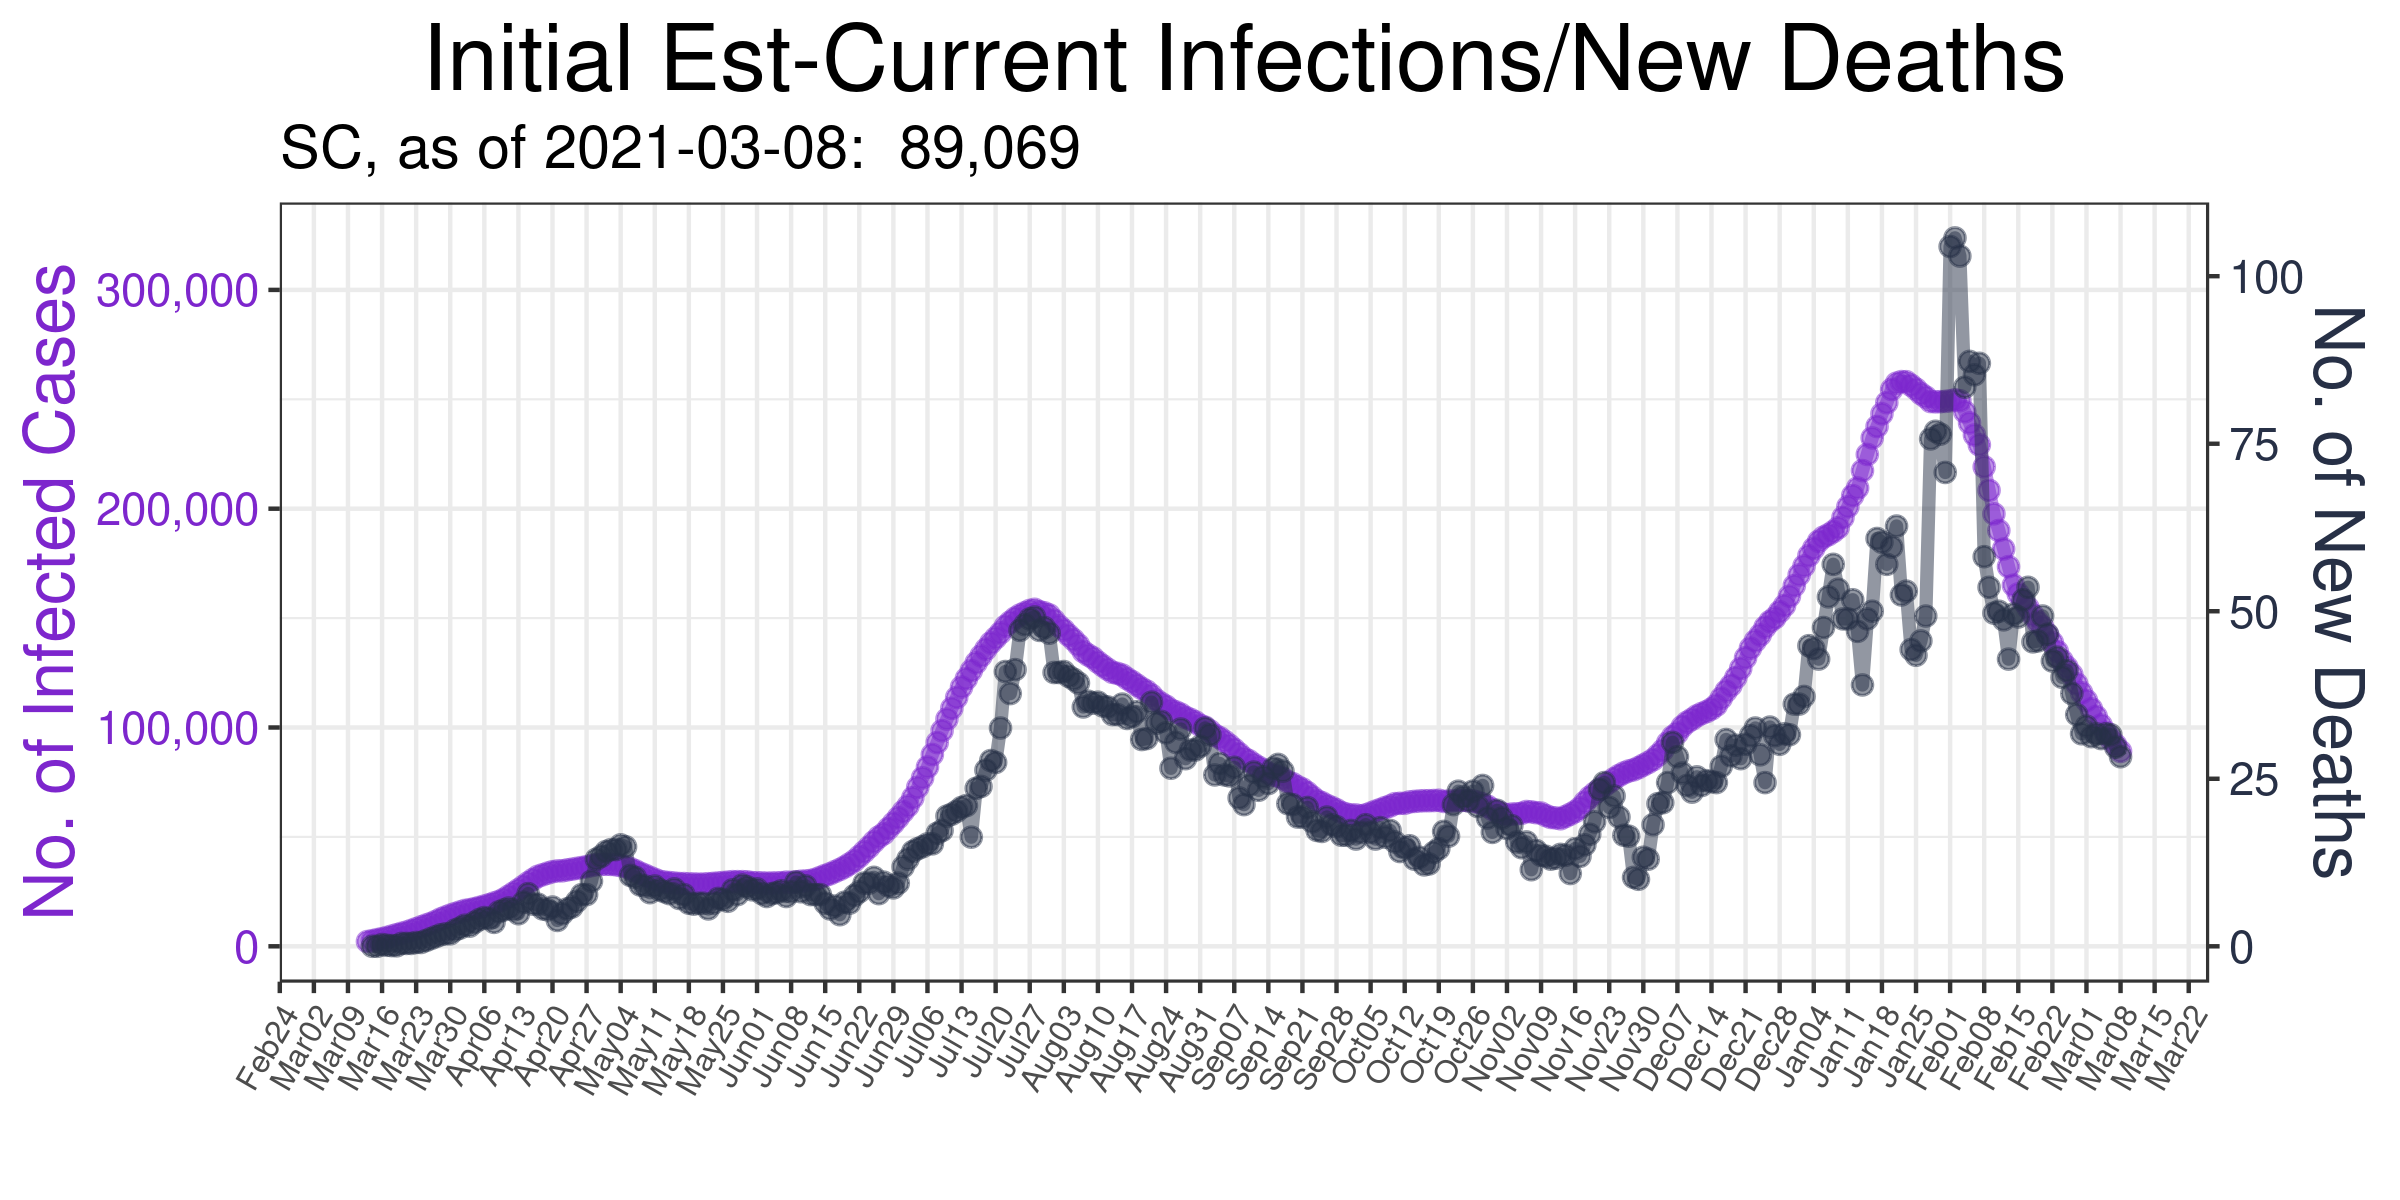 Initial Est-Current Infections/New Deaths
SC, as of 2021-03-08:  89,069
No. of Infected Cases
300,000
200,000
100,000
0
100
75
50
25
0
No. of New Deaths
Feb24
Mar02
Mar09
Mar16
Mar23
Mar30
Apr06
Apr13
Apr20
Apr27
May04
May11
May18
May25
Jun01
Jun08
Jun15
Jun22
Jun29
Jul06
Jul13
Jul20
Jul27
Aug03
Aug10
Aug17
Aug24
Aug31
Sep07
Sep14
Sep21
Sep28
Oct05
Oct12
Oct19
Oct26
Nov02
Nov09
Nov16
Nov23
Nov30
Dec07
Dec14
Dec21
Dec28
Jan04
Jan11
Jan18
Jan25
Feb01
Feb08
Feb15
Feb22
Mar01
Mar08
Mar15
Mar22